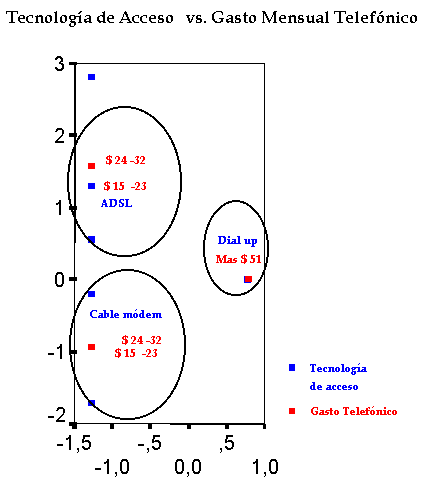 Tecnología de Acceso vs. Gasto Mensual Telefónico
3
2
1
0
-1
-2
$ 24 -32
$ 15 -23
ADSL
Dial up
Mas $ 51
Cable módem
$ 24 -32
$ 15 -23
-1,5
-1,0
-,5
0,0
,5
1,0
Tecnología
de acceso
Gasto Telefónico